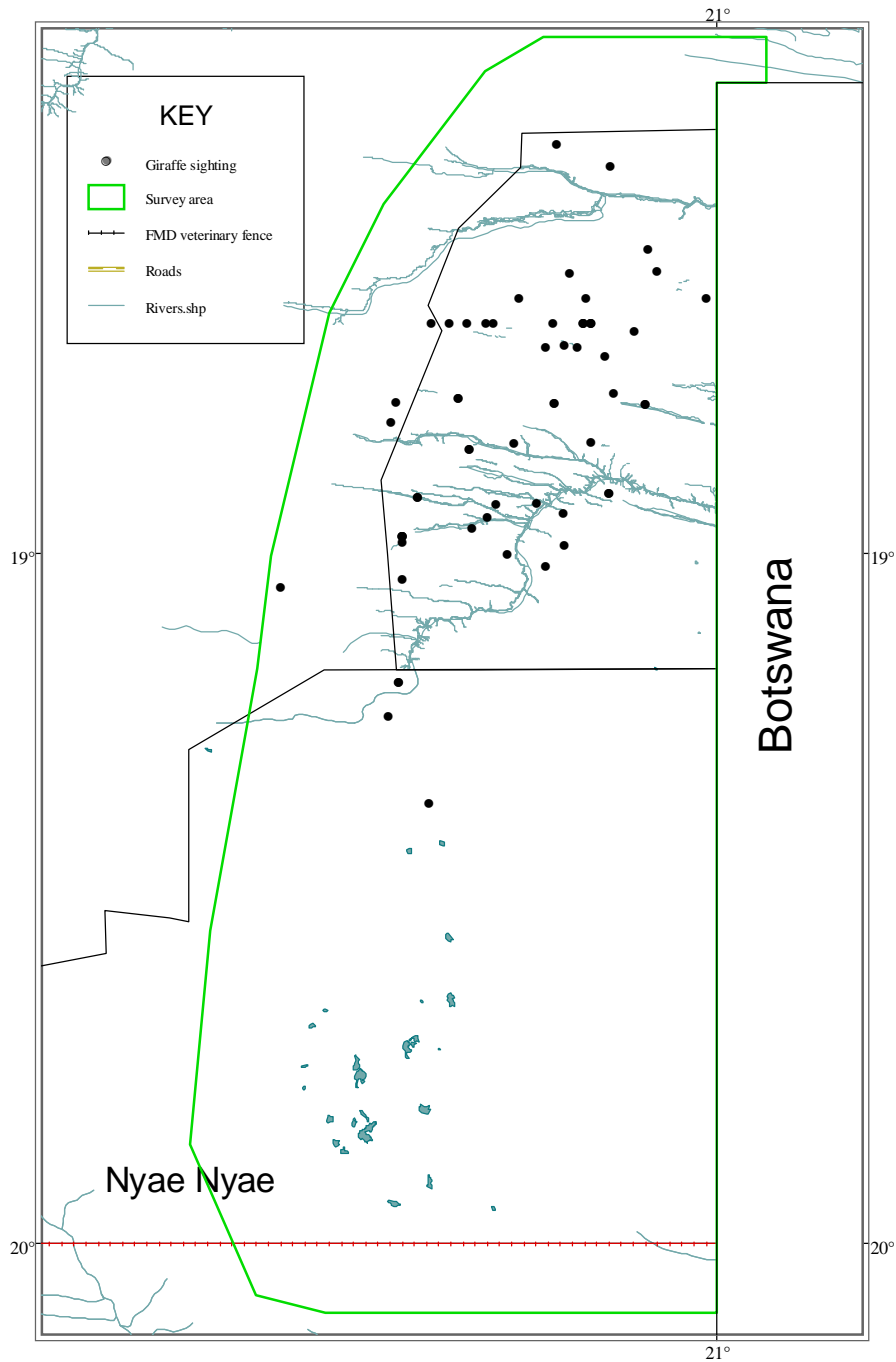 21°
KEY
Giraffe sighting
Survey area
FMD veterinary fence
Roads
Rivers.shp
19°
19°
Botswana
Nyae Nyae
20°
20°
21°